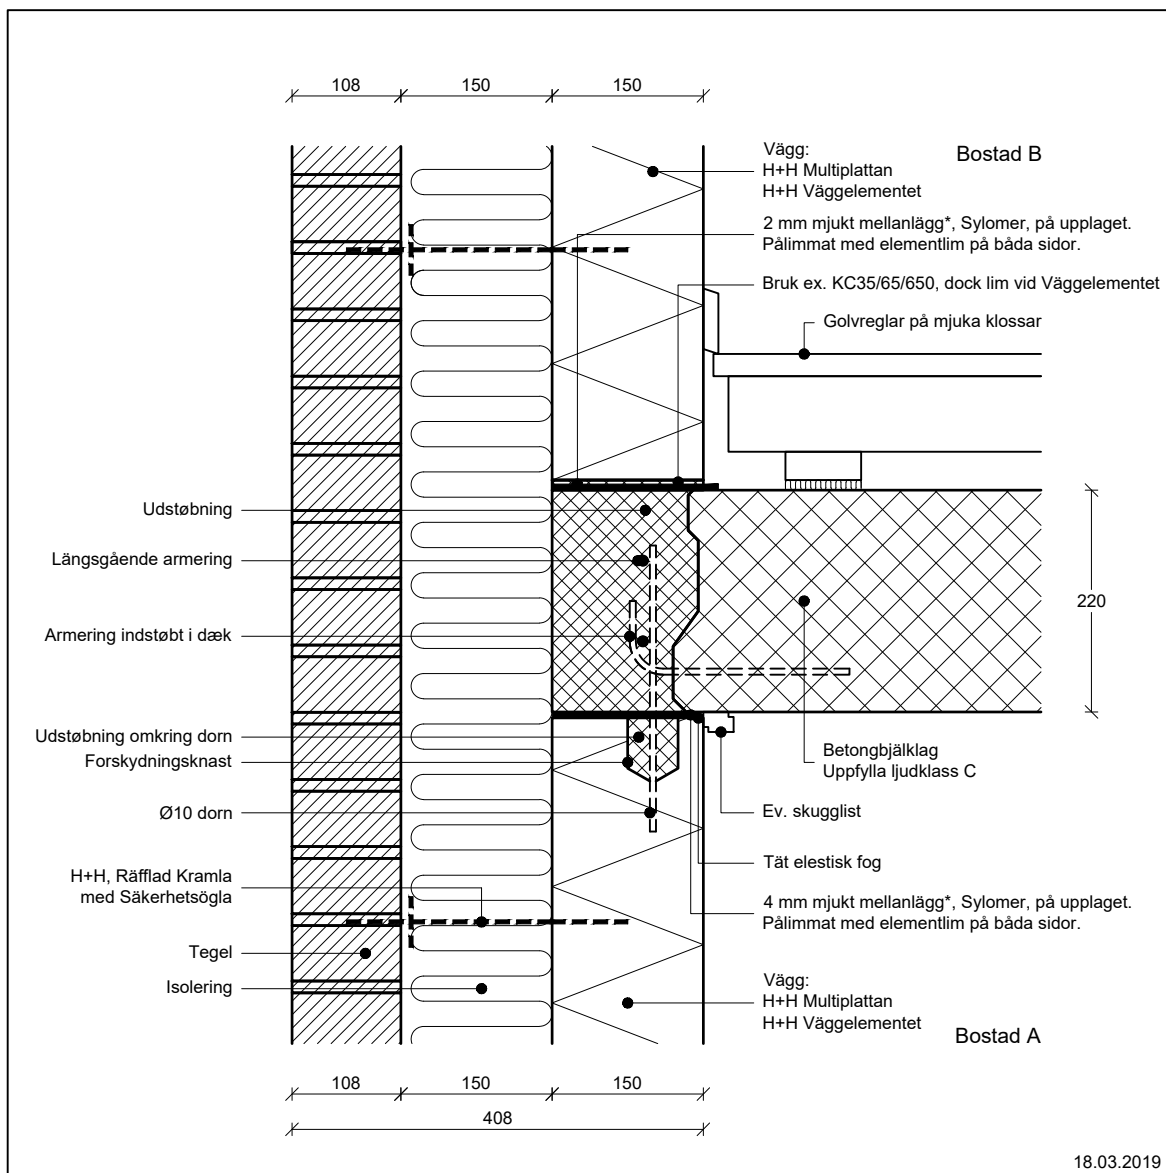 108
150
150
Vägg:
H+H Multiplattan
H+H Väggelementet
Bostad B
2 mm mjukt mellanlägg*, Sylomer, på upplaget.
Pålimmat med elementlim på båda sidor.
Bruk ex. KC35/65/650, dock lim vid Väggelementet
Golvreglar på mjuka klossar
Udstøbning
Längsgående armering
Armering indstøbt i dæk
220
Udstøbning omkring dorn
Forskydningsknast
Ø10 dorn
H+H, Räfflad Kramla
med Säkerhetsögla
Tegel
Isolering
Betongbjälklag
Uppfylla ljudklass C
Ev. skugglist
Tät elestisk fog
4 mm mjukt mellanlägg*, Sylomer, på upplaget.
Pålimmat med elementlim på båda sidor.
Vägg:
H+H Multiplattan
H+H Väggelementet
Bostad A
108
150
150
408
18.03.2019